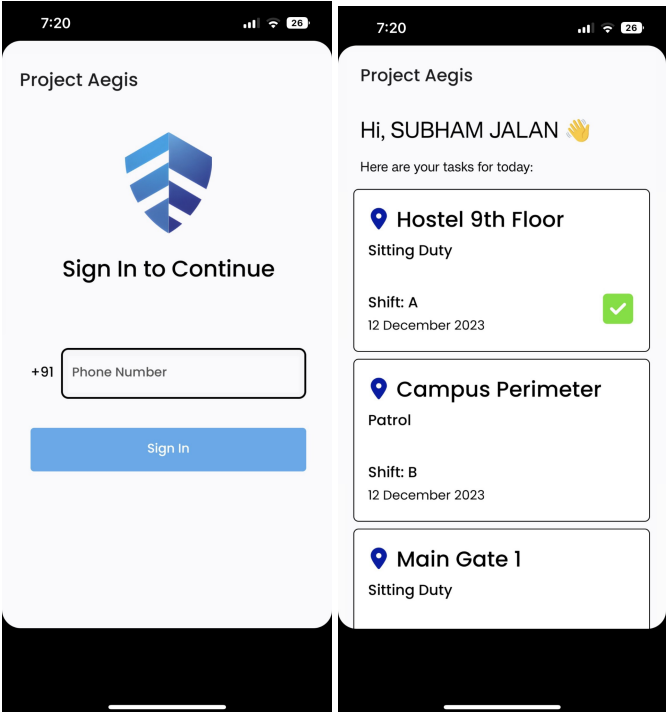 7:20
26
Project Aegis
Sign In to Continue
+91
Phone Number
Sign In
7:20
26
Project Aegis
Hi, SUBHAM JALAN 👋
Here are your tasks for today:
Hostel 9th Floor
Sitting Duty
Shift: A
12 December 2023
Campus Perimeter
Patrol
Shift: B
12 December 2023
Main Gate 1
Sitting Duty